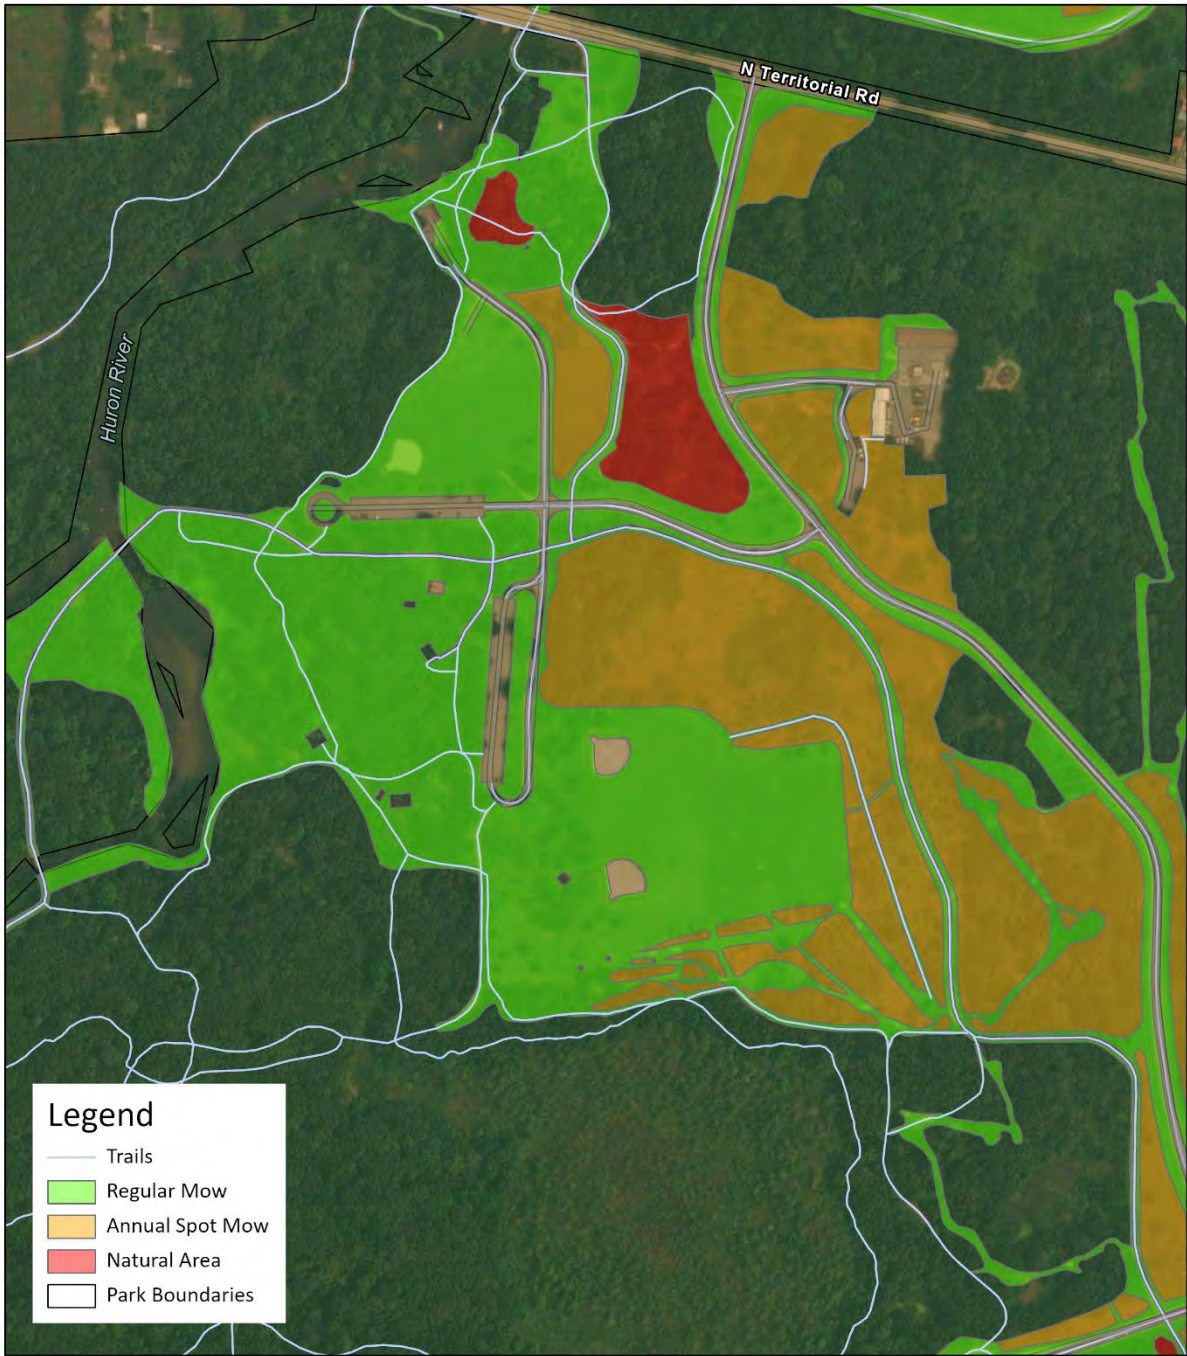 N Territorial Rd
Huron River
Legend
Trails
Regular Mow
Annual Spot Mow
Natural Area
Park Boundaries